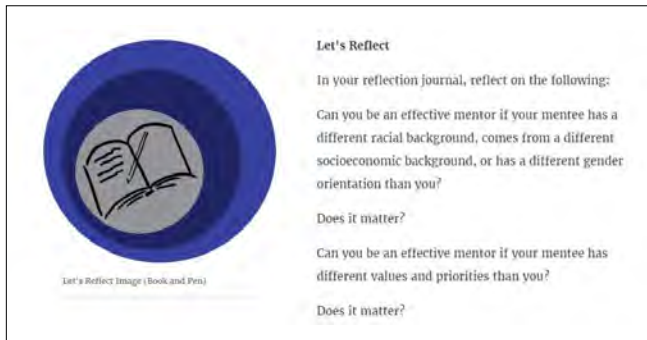 Let's Reflect
In your reflection journal, reflect on the following:
Can you be an effective mentor if your mentee has a
different racial background, comes from a different
socioeconomic background, or has a different gender
orientation than you?
Does it matter?
Can you be an effective mentor if your mentee has
different values and priorities than you?
Does it matter?
Let's Reflect Image (Book and Pen)